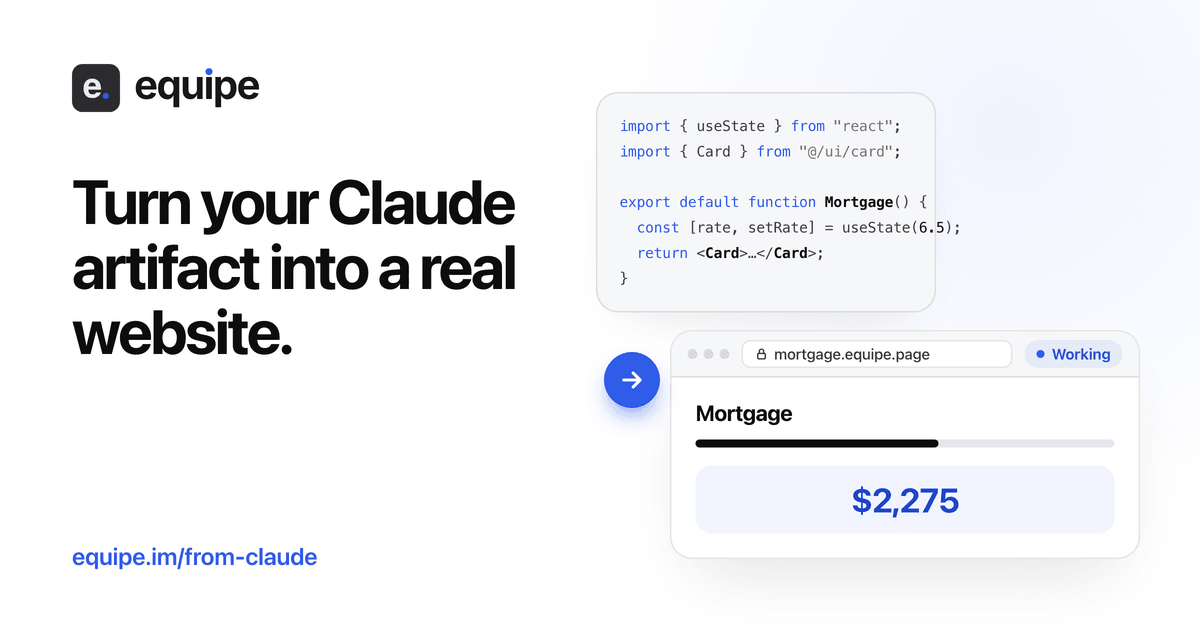 e.
equipe
Turn your Claude
artifact into a real
website.
equipe.im/from-claude
import { useState } from "react";
import { Card } from "@/ui/card";
export default function Mortgage() {
const [rate, setRate] = useState(6.5);
return <Card>…</Card>;
}
mortgage.equipe.page
Working
Mortgage
$2,275